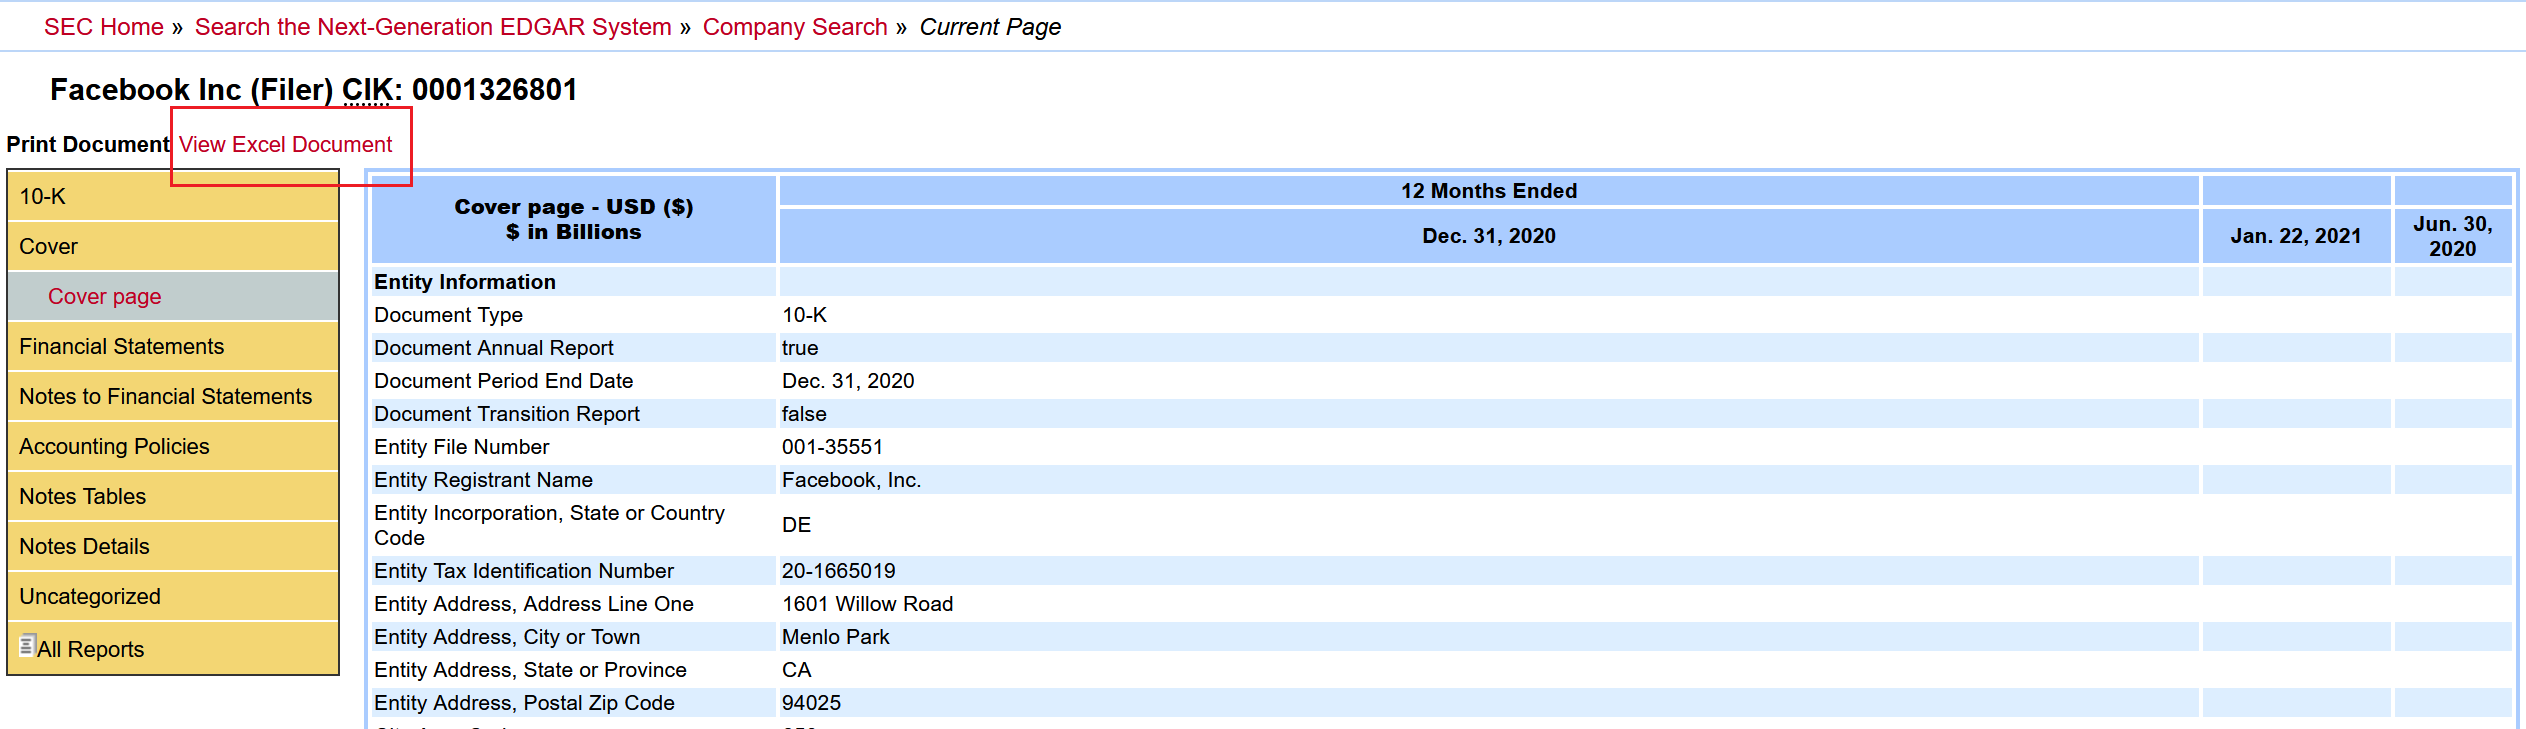 SEC Home » Search the Next-Generation EDGAR System » Company Search » Current Page
Facebook Inc (Filer) CIK: 0001326801
Print Document View Excel Document
10-K
Cover
Cover page
Financial Statements
Notes to Financial Statements
Accounting Policies
Notes Tables
Notes Details
Uncategorized
All Reports
Cover page - USD ($)
$ in Billions
12 Months Ended
Dec. 31, 2020
Jan. 22, 2021
Jun. 30,
2020
Entity Information
Document Type 10-K
Document Annual Report true
Document Period End Date Dec. 31, 2020
Document Transition Report false
Entity File Number 001-35551
Entity Registrant Name Facebook, Inc.
Entity Incorporation, State or Country
Code
DE
Entity Tax Identification Number 20-1665019
Entity Address, Address Line One 1601 Willow Road
Entity Address, City or Town Menlo Park
Entity Address, State or Province CA
Entity Address, Postal Zip Code 94025